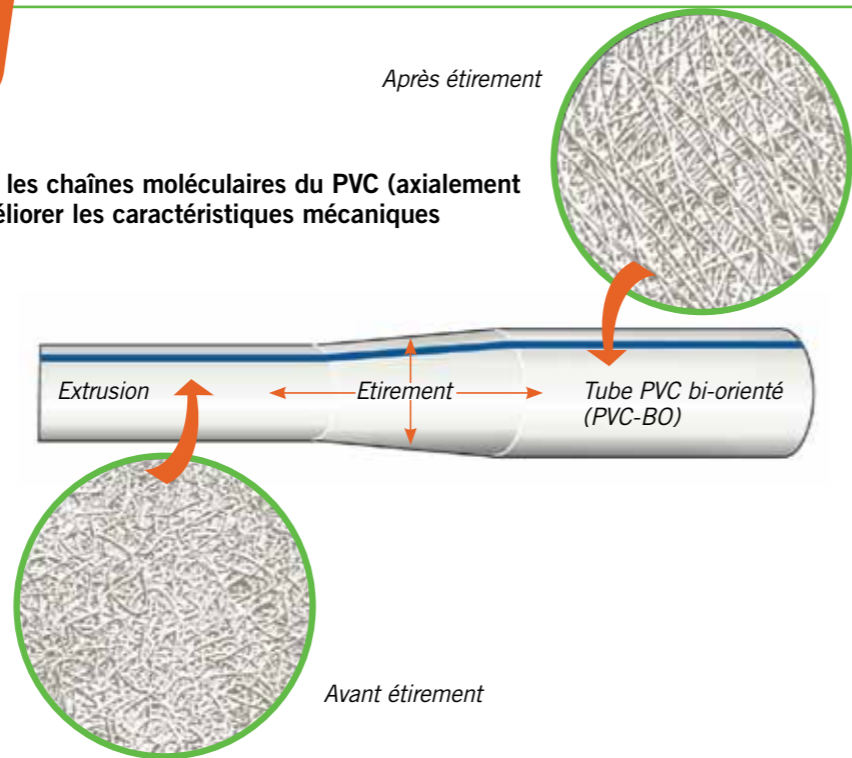 Après étirement
les chaînes moléculaires du PVC (axialement
liorer les caractéristiques mécaniques
Extrusion
Etirement
Tube PVC bi-orienté
(PVC-BO)
Avant étirement